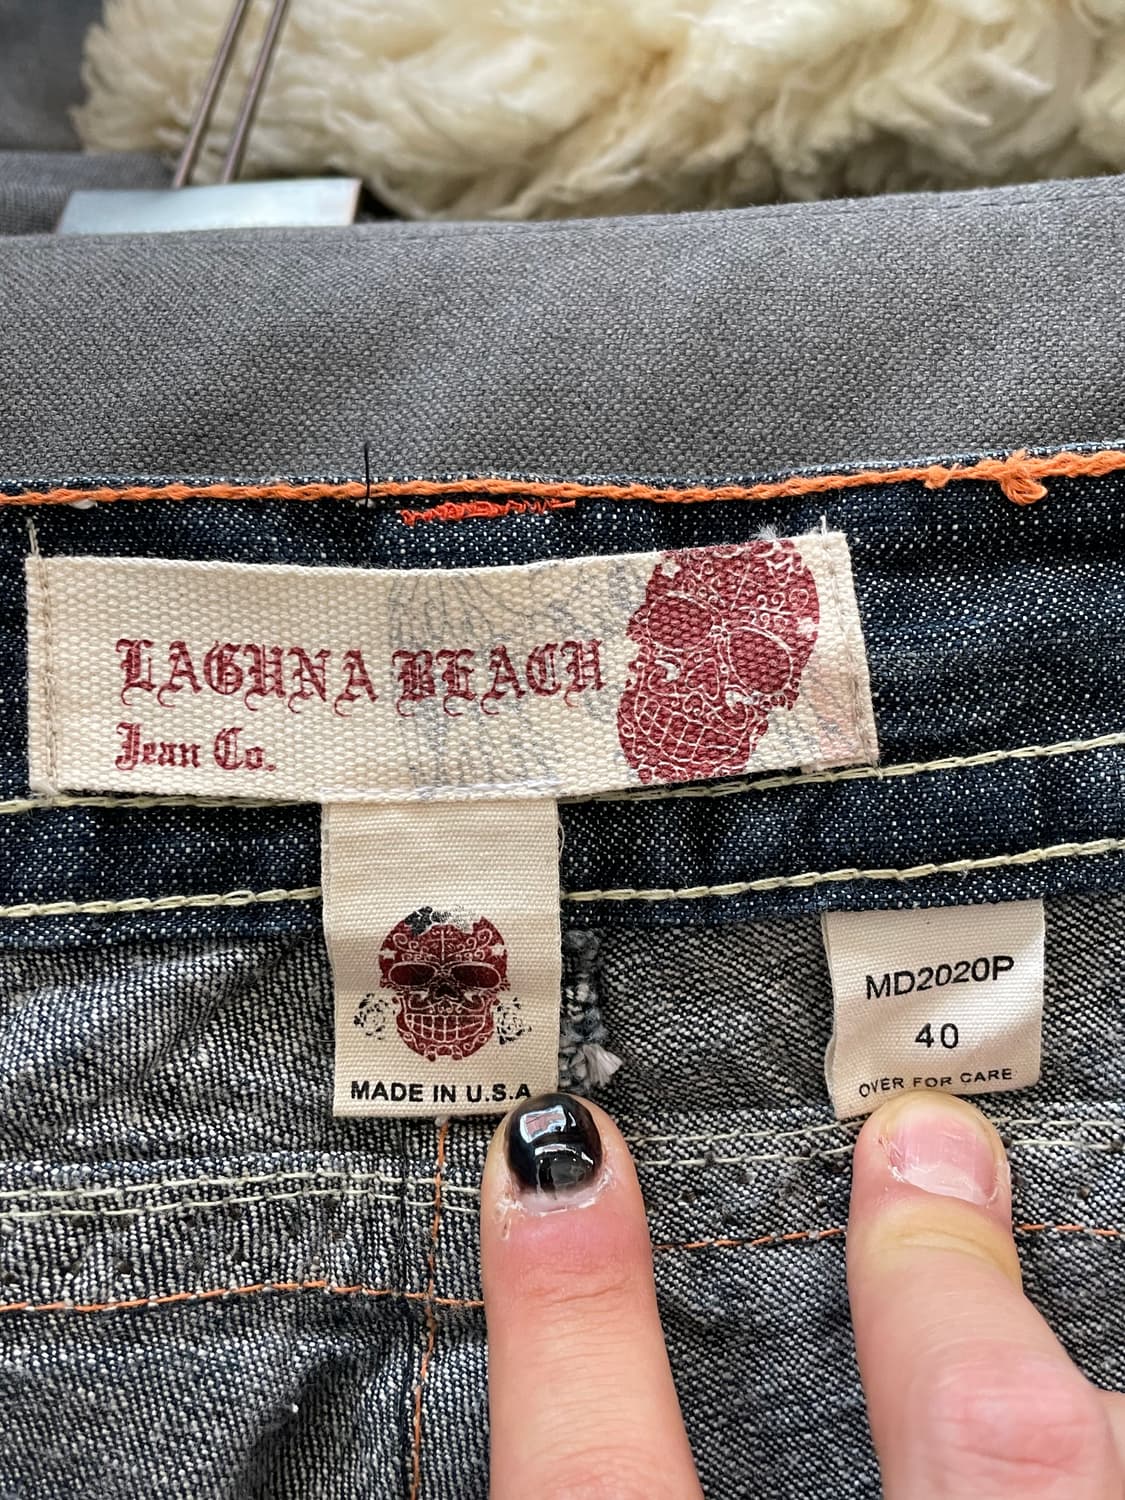 LAGUNA BEACH
Jean Co.
MADE IN U.S.A
MD2020P
40
OVER FOR CARE